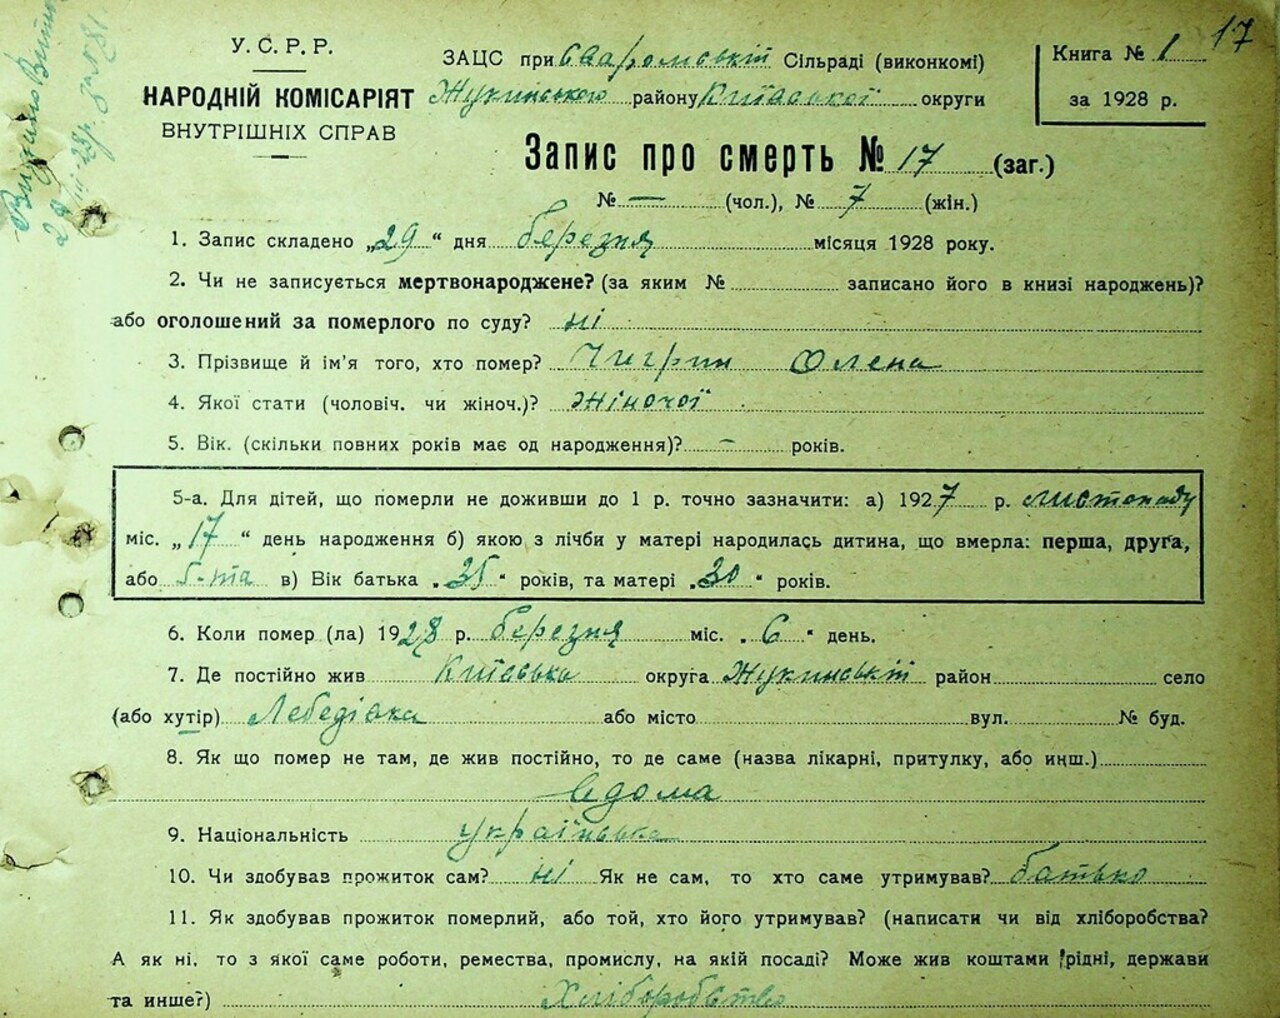 17
У.С.Р.Р.
НАРОДНІЙ КОМІСАРІЯТ
ВНУТРІШНІХ СПРАВ
ЗАЦС при Сваромській Сільраді (виконкомі)
Жукинського району Київської округи
Книга № 1
за 1928 р.
Запис про смерть № 17 (заг.)
№ — (чол.), № 7 (жін.)
1. Запис складено „29“ дня березня місяця 1928 року.
2. Чи не записується мертвонароджене? (за яким № записано його в книзі народжень)?
або оголошений за померлого по суду? ні
3. Прізвище й ім'я того, хто помер? Чигрин Олена
4. Якої стати (чоловіч. чи жіноч.)? жіночої
5. Вік. (скільки повних років має од народження)? — років.
5-а. Для дітей, що померли не доживши до 1 р. точно зазначити: а) 1927 р. листопаду
міс. „17“ день народження б) якою з лічби у матері народилась дитина, що вмерла: перша, друга,
або 5-та в) Вік батька „35“ років, та матері „30“ років.
6. Коли помер (ла) 1928 р. березня міс. „6“ день.
7. Де постійно жив Київська округа Жукинській район село
(або хутір) Лебедівка або місто вул. № буд.
8. Як що помер не там, де жив постійно, то де саме (назва лікарні, притулку, або инш.)
вдома
9. Національність українська
10. Чи здобував прожиток сам? ні Як не сам, то хто саме утримував? батько
11. Як здобував прожиток померлий, або той, хто його утримував? (написати чи від хліборобства?
А як ні, то з якої саме роботи, ремества, промислу, на якій посаді? Може жив коштами рідні, держави
та инше?) Хліборобство